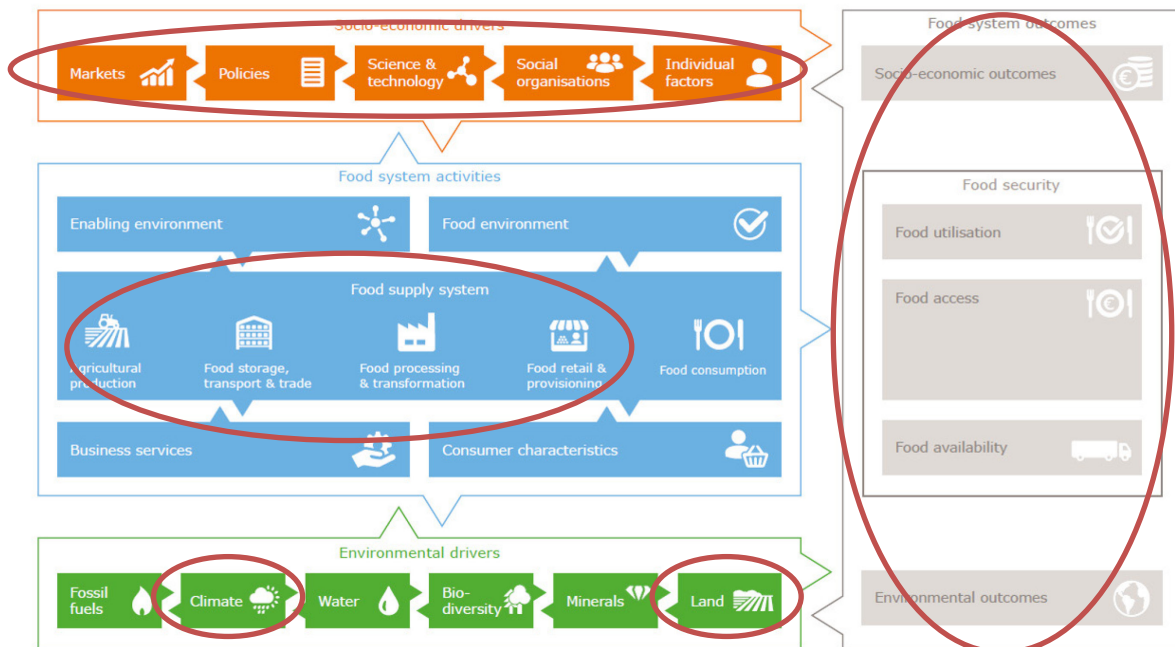 Socio-economic drivers
Markets
Policies
Science &
technology
Social
organisations
Individual
factors
Food system activities
Enabling environment
Food environment
Food supply system
Agricultural
production
Food storage,
transport & trade
Food processing
& transformation
Food retail &
provisioning
Food consumption
Business services
Consumer characteristics
Environmental drivers
Fossil
fuels
Climate
Water
Bio-
diversity
Minerals
Land
Food system outcomes
Socio-economic outcomes
€
Food security
Food utilisation
Food access
€
Food availability
Environmental outcomes